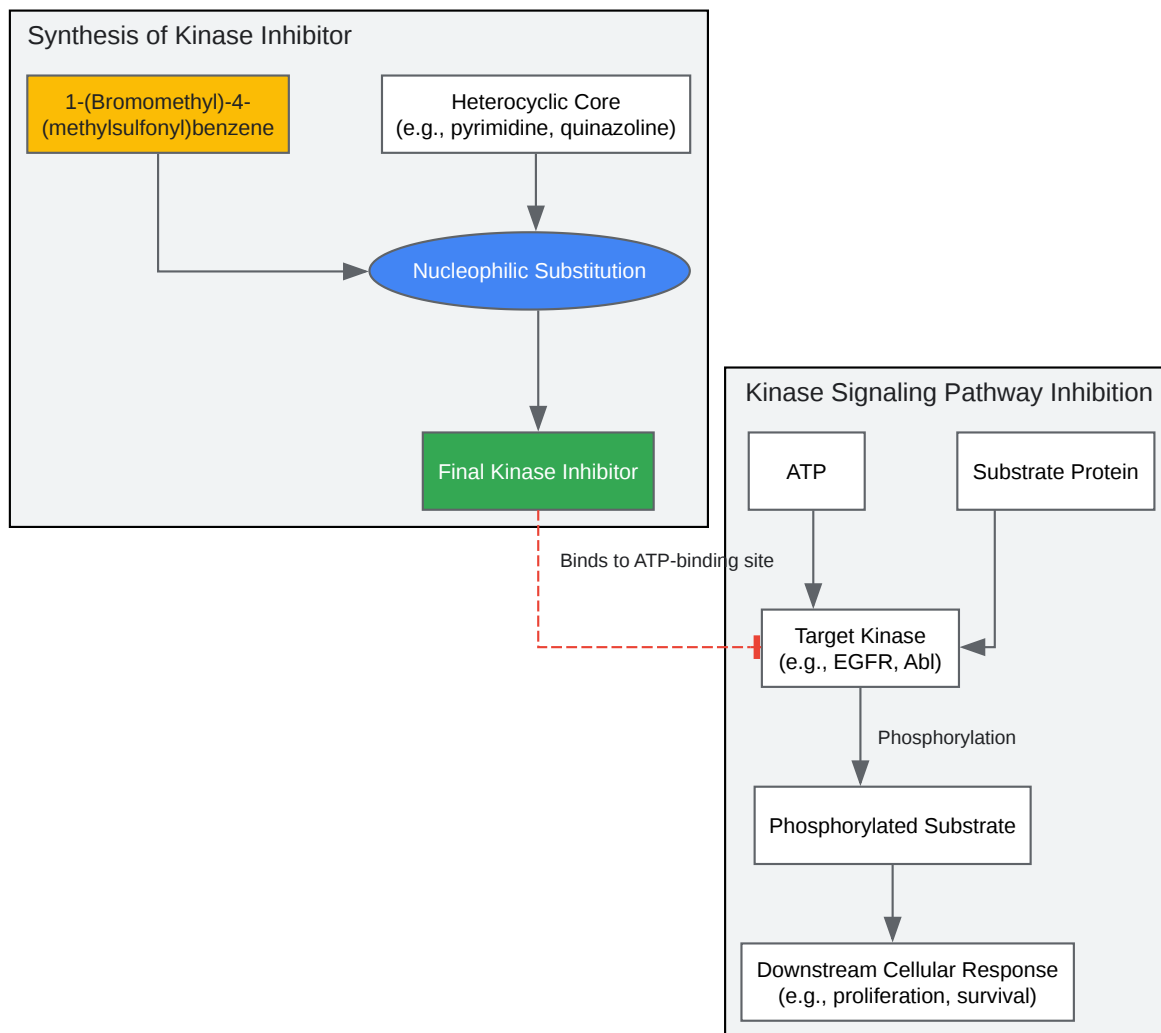 Synthesis of Kinase Inhibitor
1-(Bromomethyl)-4-
(methylsulfonyl)benzene
Heterocyclic Core
(e.g., pyrimidine, quinazoline)
Nucleophilic Substitution
Final Kinase Inhibitor
Binds to ATP-binding site
Kinase Signaling Pathway Inhibition
ATP
Substrate Protein
Target Kinase
(e.g., EGFR, Abl)
Phosphorylation
Phosphorylated Substrate
Downstream Cellular Response
(e.g., proliferation, survival)